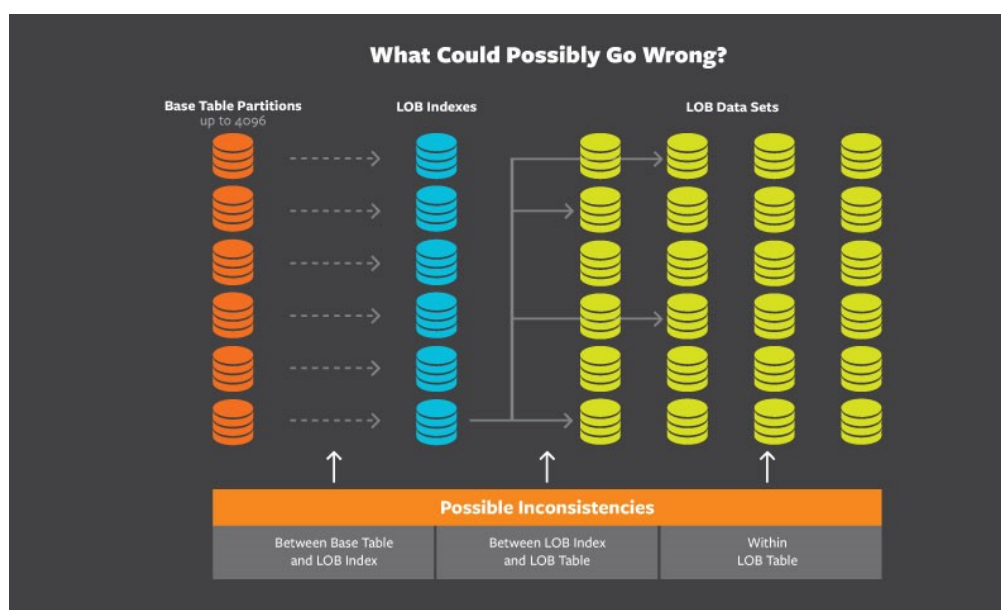 What Could Possibly Go Wrong?
Base Table Partitions
up to 4096
LOB Indexes
LOB Data Sets
Possible Inconsistencies
Between Base Table
and LOB Index
Between LOB Index
and LOB Table
Within
LOB Table